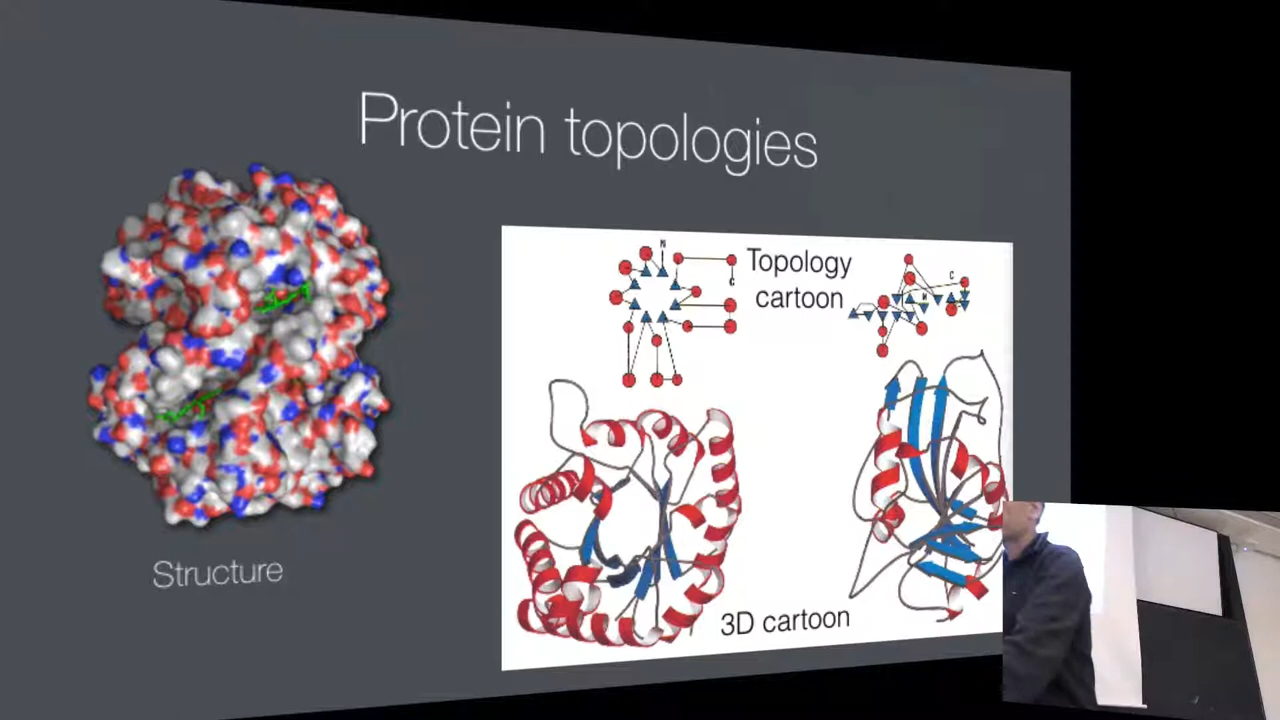 Protein topologies
N
C
Topology
cartoon
C
Structure
3D cartoon